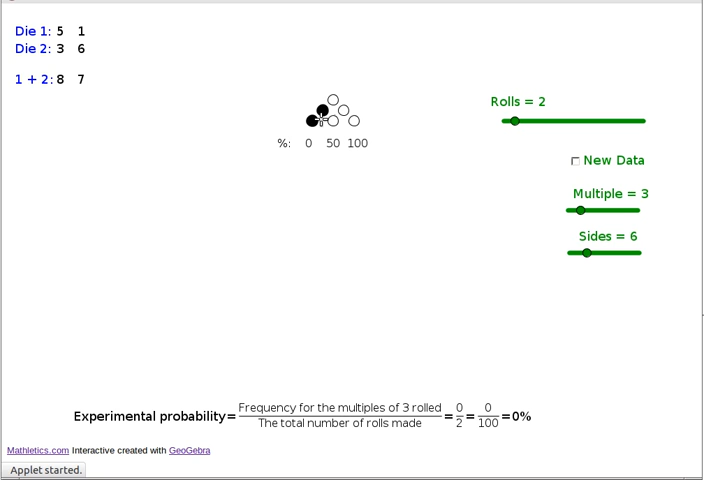 Die 1: 5 1
Die 2: 3 6
1 + 2: 8 7
Rolls = 2
%: 0 50 100
New Data
Multiple = 3
Sides = 6
Experimental probability= Frequency for the multiples of 3 rolled / The total number of rolls made = 0/2 = 0/100 =0%
Mathletics.com Interactive created with GeoGebra
Applet started.